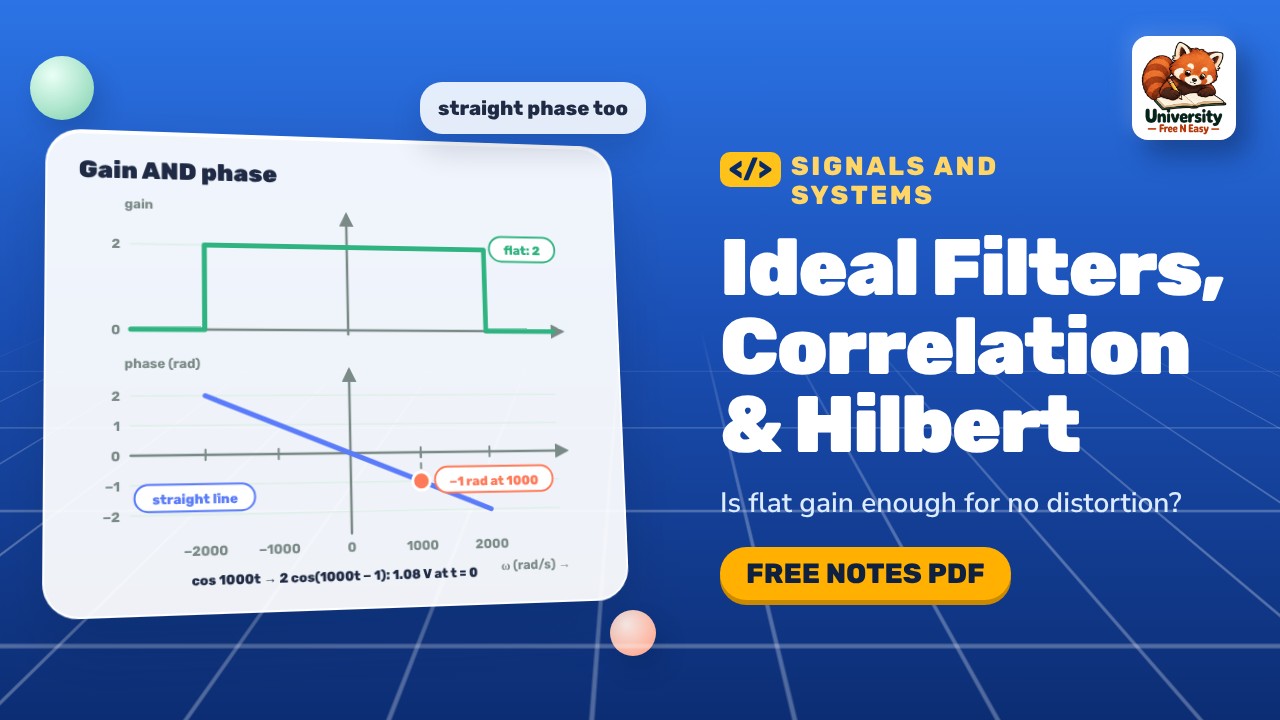 straight phase too
Gain AND phase
gain
2
flat: 2
0
phase (rad)
2
1
0
−1
−1 rad at 1000
straight line
−2
−2000 −1000 0 1000 2000
ω (rad/s) →
cos 1000t → 2 cos(1000t − 1): 1.08 V at t = 0
University
Free N Easy
</> SIGNALS AND
SYSTEMS
Ideal Filters,
Correlation
& Hilbert
Is flat gain enough for no distortion?
FREE NOTES PDF